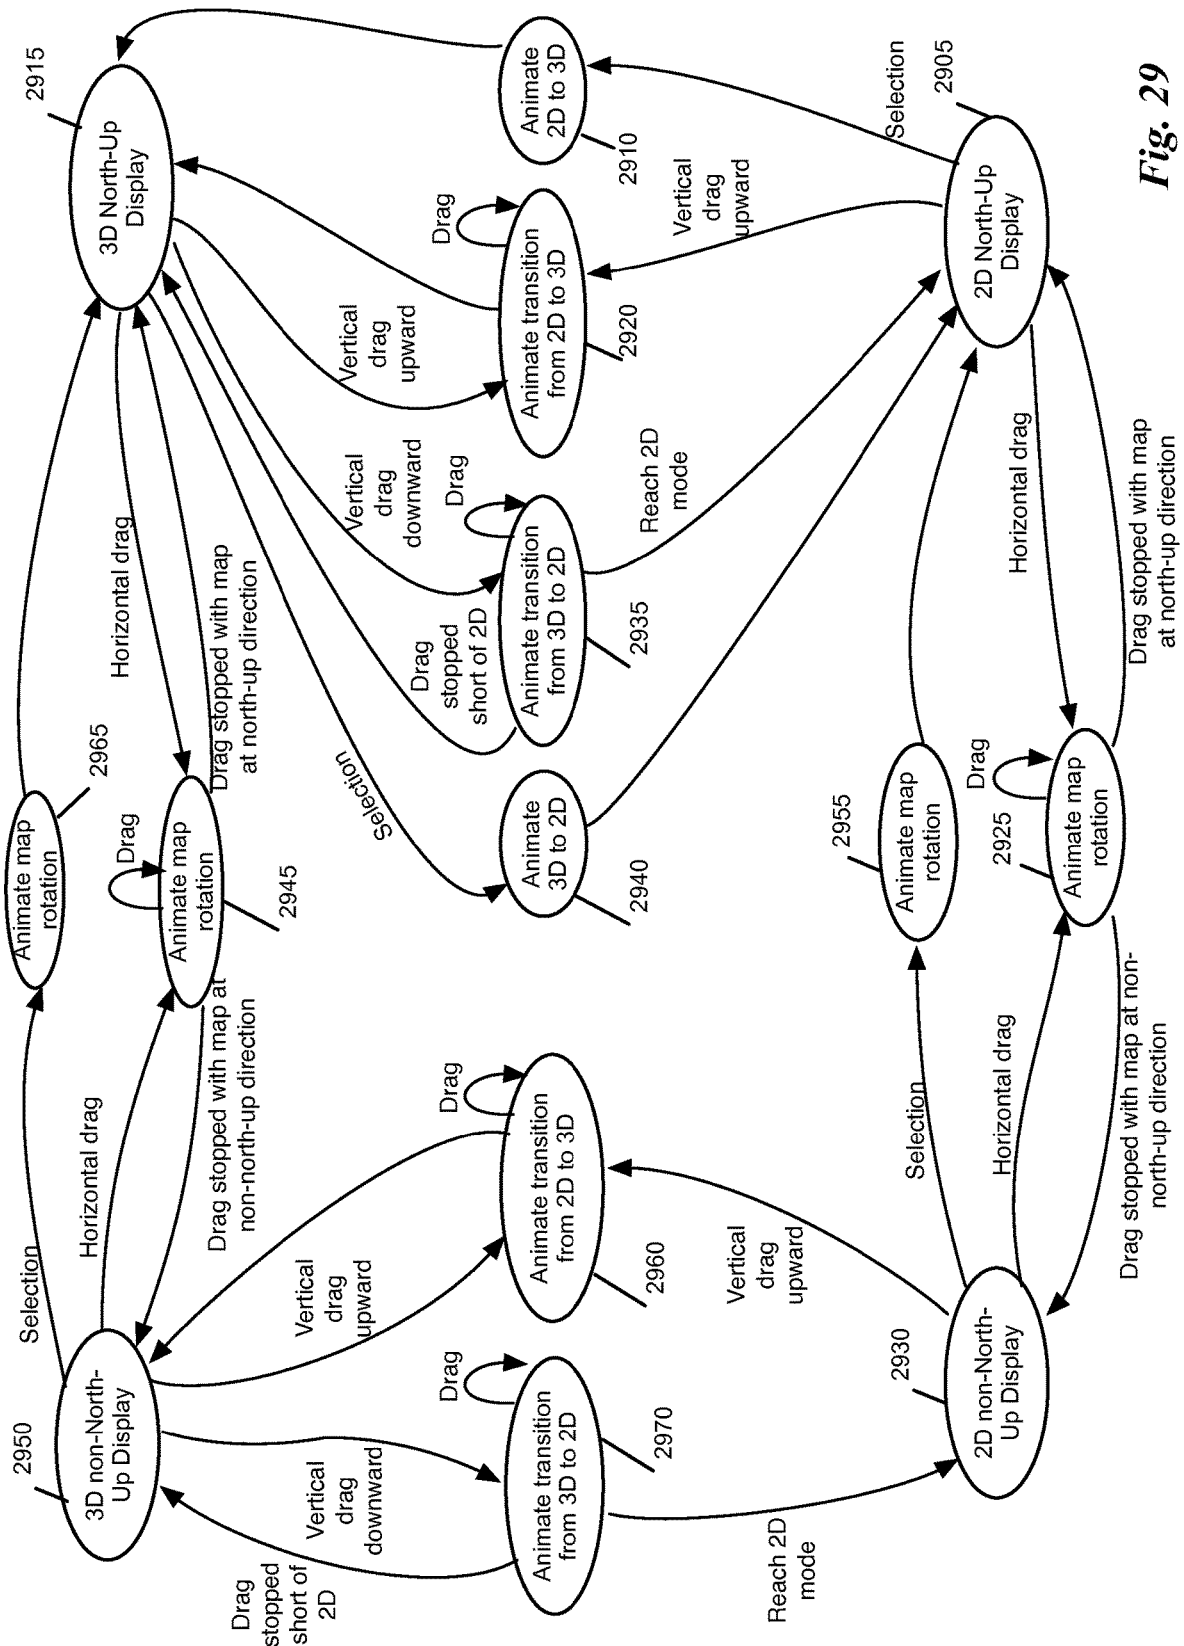 2950
3D non-North-
Up Display
Selection
Animate map
rotation
2965
2915
3D North-Up
Display
Horizontal drag
Drag
Animate map
rotation
2945
Horizontal drag
Drag stopped with map at
non-north-up direction
Drag stopped with map
at north-up direction
Drag
stopped
short of
2D
Vertical
drag
downward
Vertical
drag
upward
Selection
Drag
stopped
short of 2D
Vertical
drag
downward
Vertical
drag
upward
Drag
Animate transition
from 3D to 2D
2970
Drag
Animate transition
from 2D to 3D
2960
Animate
3D to 2D
2940
Drag
Animate transition
from 3D to 2D
2935
Drag
Animate transition
from 2D to 3D
2920
Animate
2D to 3D
2910
Reach 2D
mode
Vertical
drag
upward
Reach 2D
mode
Vertical
drag
upward
Selection
2930
2D non-North-
Up Display
Selection
2955
Animate map
rotation
2905
2D North-Up
Display
Horizontal drag
2925
Drag
Animate map
rotation
Horizontal drag
Drag stopped with map at non-
north-up direction
Drag stopped with map
at north-up direction
Fig. 29